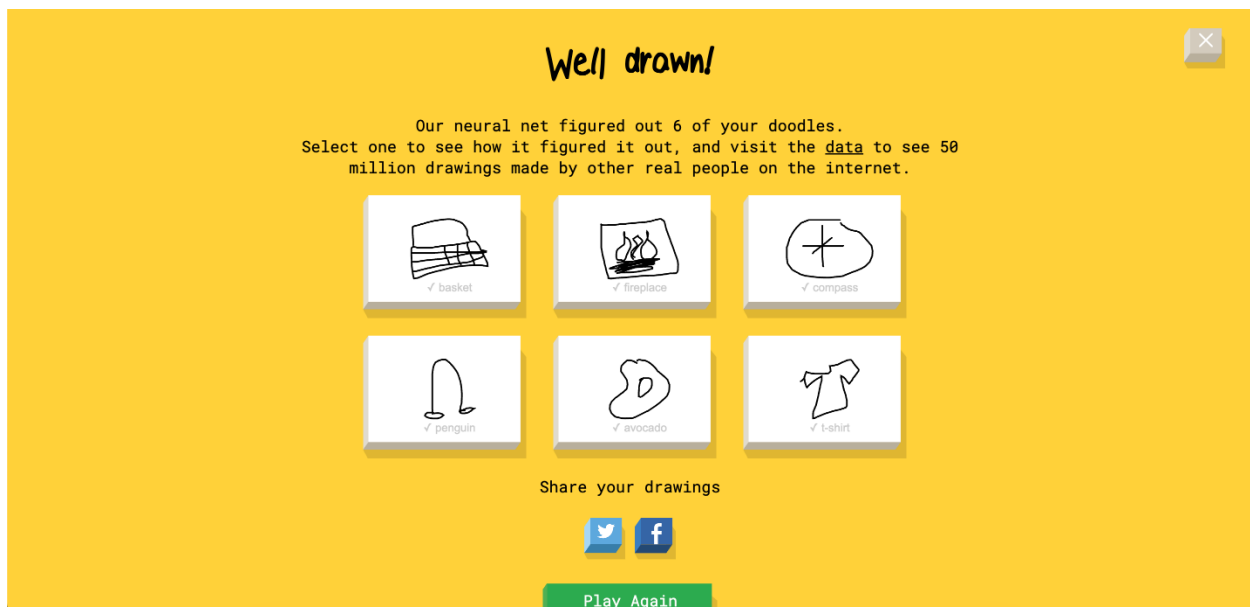 Well drawn!
Our neural net figured out 6 of your doodles.
Select one to see how it figured it out, and visit the data to see 50
million drawings made by other real people on the internet.
✓ basket
✓ fireplace
✓ compass
✓ penguin
✓ avocado
✓ t-shirt
Share your drawings
Play Again